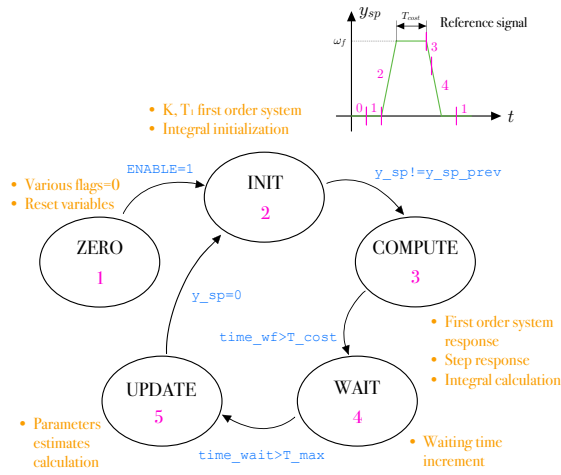 y_sp
T_cost
Reference signal
ω_f
3
2
4
0
1
1
t
• K, T₁ first order system
• Integral initialization
ENABLE=1
y_sp!=y_sp_prev
• Various flags=0
• Reset variables
INIT
2
ZERO
1
COMPUTE
3
y_sp=0
time_wf>T_cost
• First order system
response
• Step response
• Integral calculation
UPDATE
5
WAIT
4
• Parameters
estimates
calculation
time_wait>T_max
• Waiting time
increment